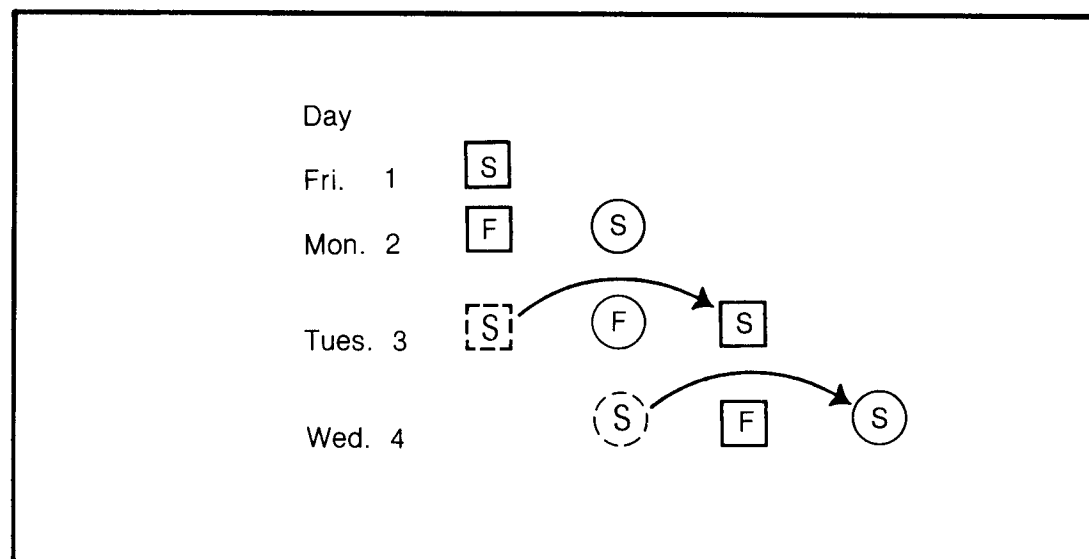 Day
Fri. 1 S
Mon. 2 F S
Tues. 3 S F S
Wed. 4 S F S